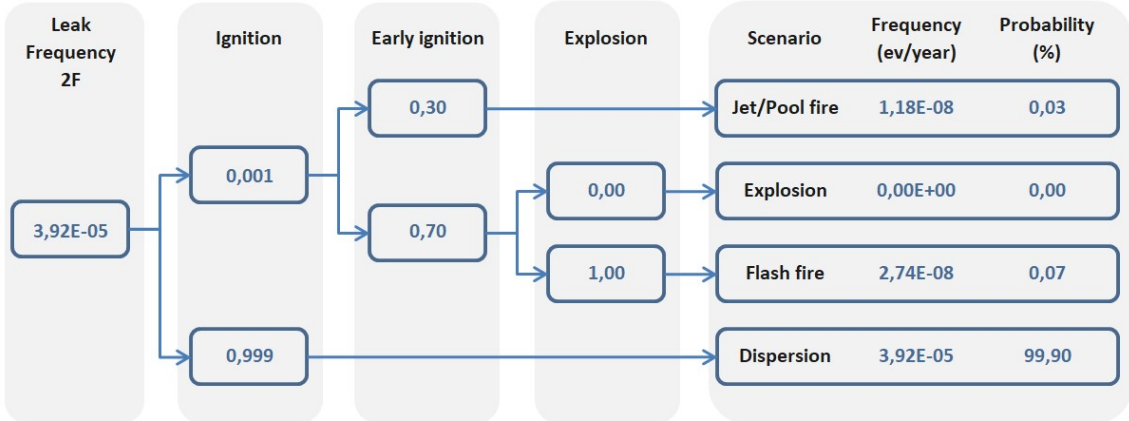 Leak
Frequency
2F
Ignition
Early ignition
Explosion
Scenario
Frequency
(ev/year)
Probability
(%)
3,92E-05
0,001
0,999
0,30
0,70
0,00
1,00
Jet/Pool fire 1,18E-08 0,03
Explosion 0,00E+00 0,00
Flash fire 2,74E-08 0,07
Dispersion 3,92E-05 99,90